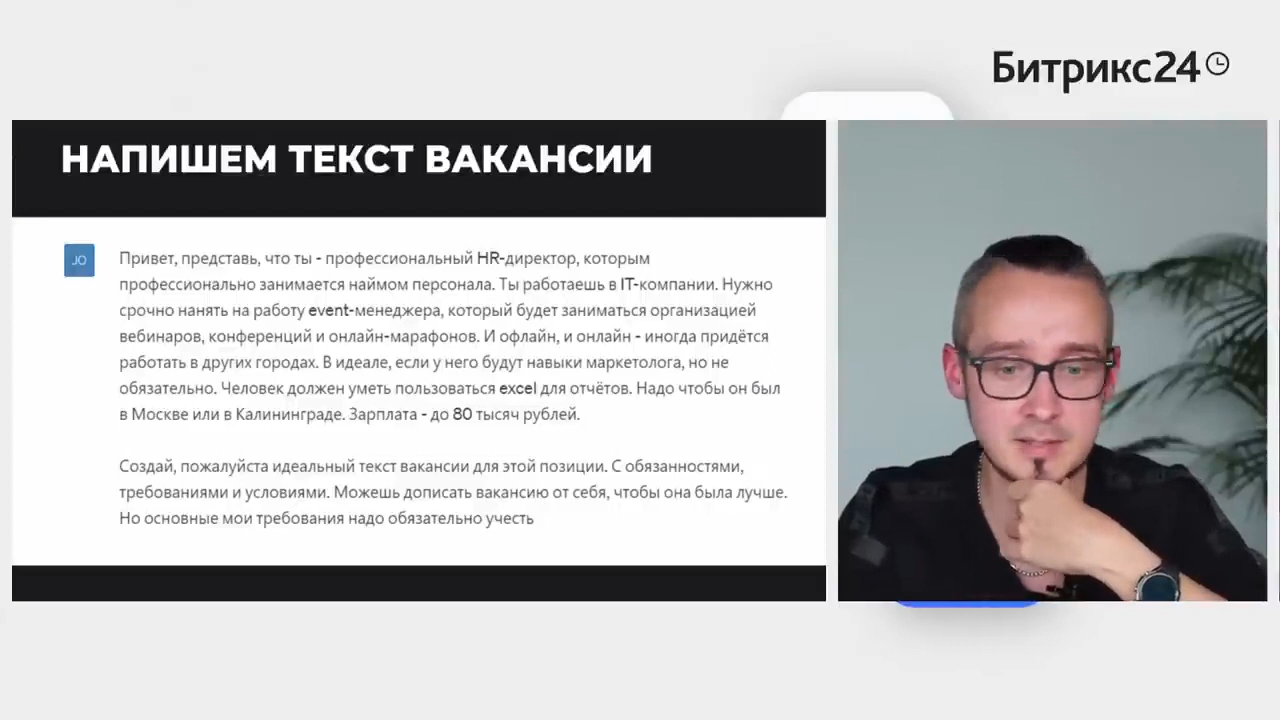 Битрикс24
НАПИШЕМ ТЕКСТ ВАКАНСИИ
JO
Привет, представь, что ты - профессиональный HR-директор, которым
профессионально занимается наймом персонала. Ты работаешь в IT-компании. Нужно
срочно нанять на работу event-менеджера, который будет заниматься организацией
вебинаров, конференций и онлайн-марафонов. И офлайн, и онлайн - иногда придётся
работать в других городах. В идеале, если у него будут навыки маркетолога, но не
обязательно. Человек должен уметь пользоваться excel для отчётов. Надо чтобы он был
в Москве или в Калининграде. Зарплата - до 80 тысяч рублей.
Создай, пожалуйста идеальный текст вакансии для этой позиции. С обязанностями,
требованиями и условиями. Можешь дописать вакансию от себя, чтобы она была лучше.
Но основные мои требования надо обязательно учесть